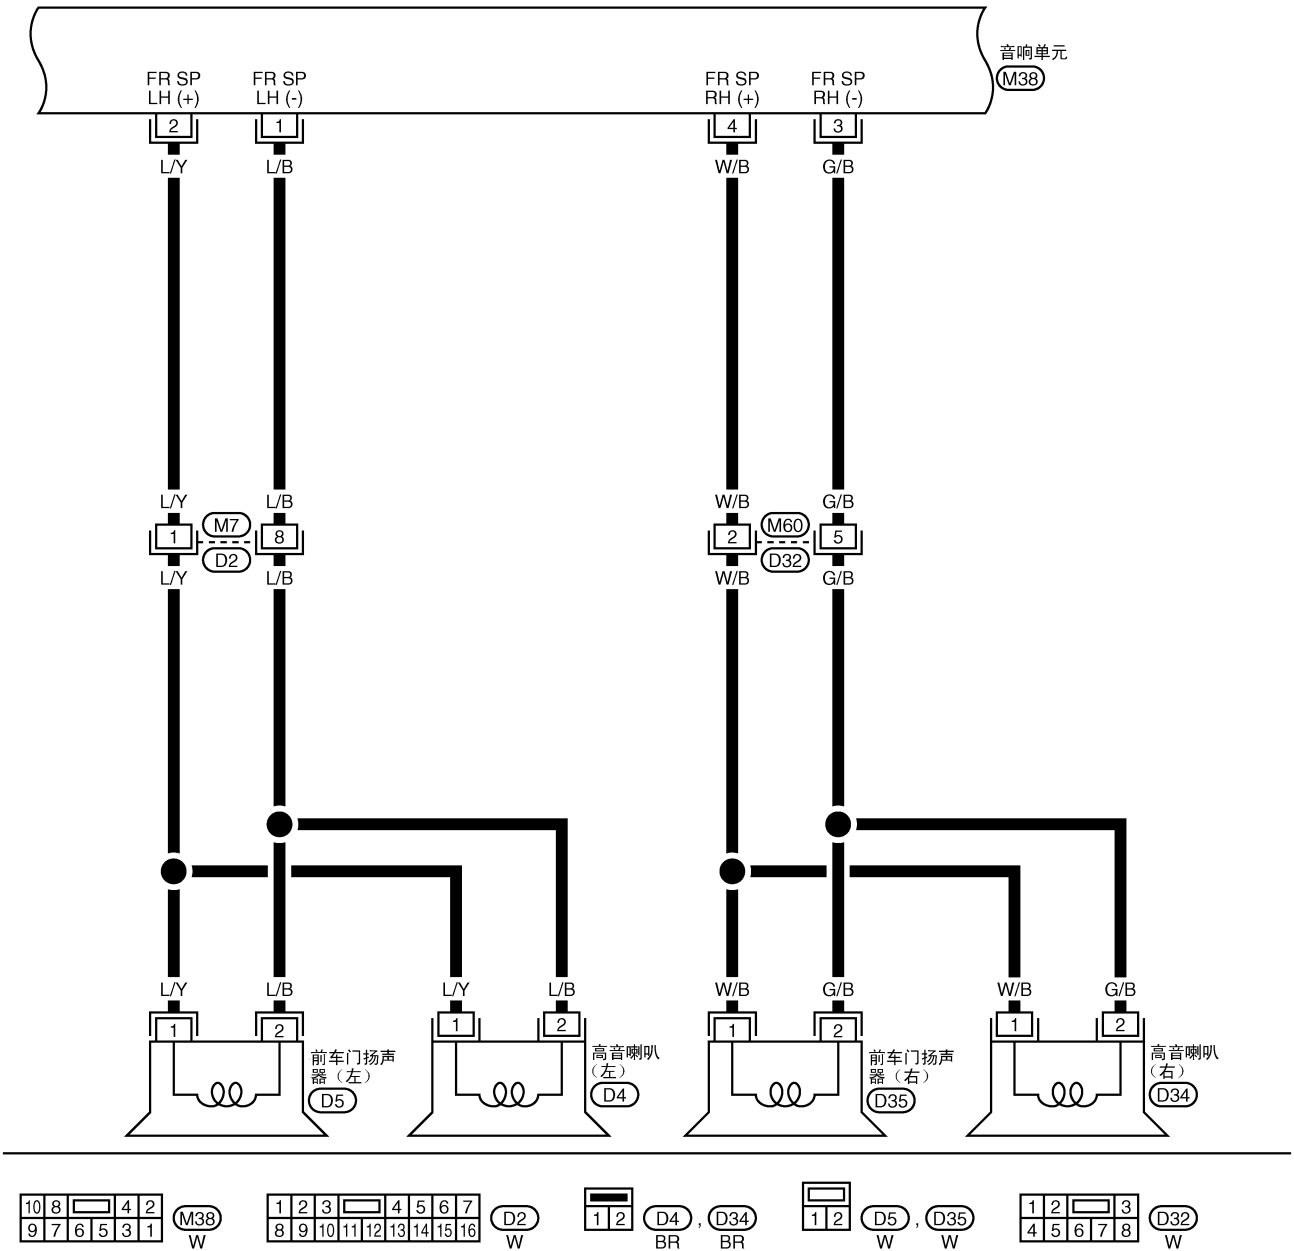 音响单元
M38
FR SP
LH (+)
FR SP
LH (-)
FR SP
RH (+)
FR SP
RH (-)
2 1 4 3
L/Y L/B W/B G/B
L/Y L/B W/B G/B
1 M7 8 2 M60 5
D2 D32
L/Y L/B W/B G/B
L/Y L/B L/Y L/B W/B G/B W/B G/B
1 2 1 2 1 2 1 2
前车门扬声
器（左）
D5
高音喇叭
（左）
D4
前车门扬声
器（右）
D35
高音喇叭
（右）
D34
10 8 4 2
9 7 6 5 3 1
M38
W
1 2 3 4 5 6 7
8 9 10 11 12 13 14 15 16
D2
W
1 2
D4 , D34
BR BR
1 2
D5 , D35
W W
1 2 3
4 5 6 7 8
D32
W